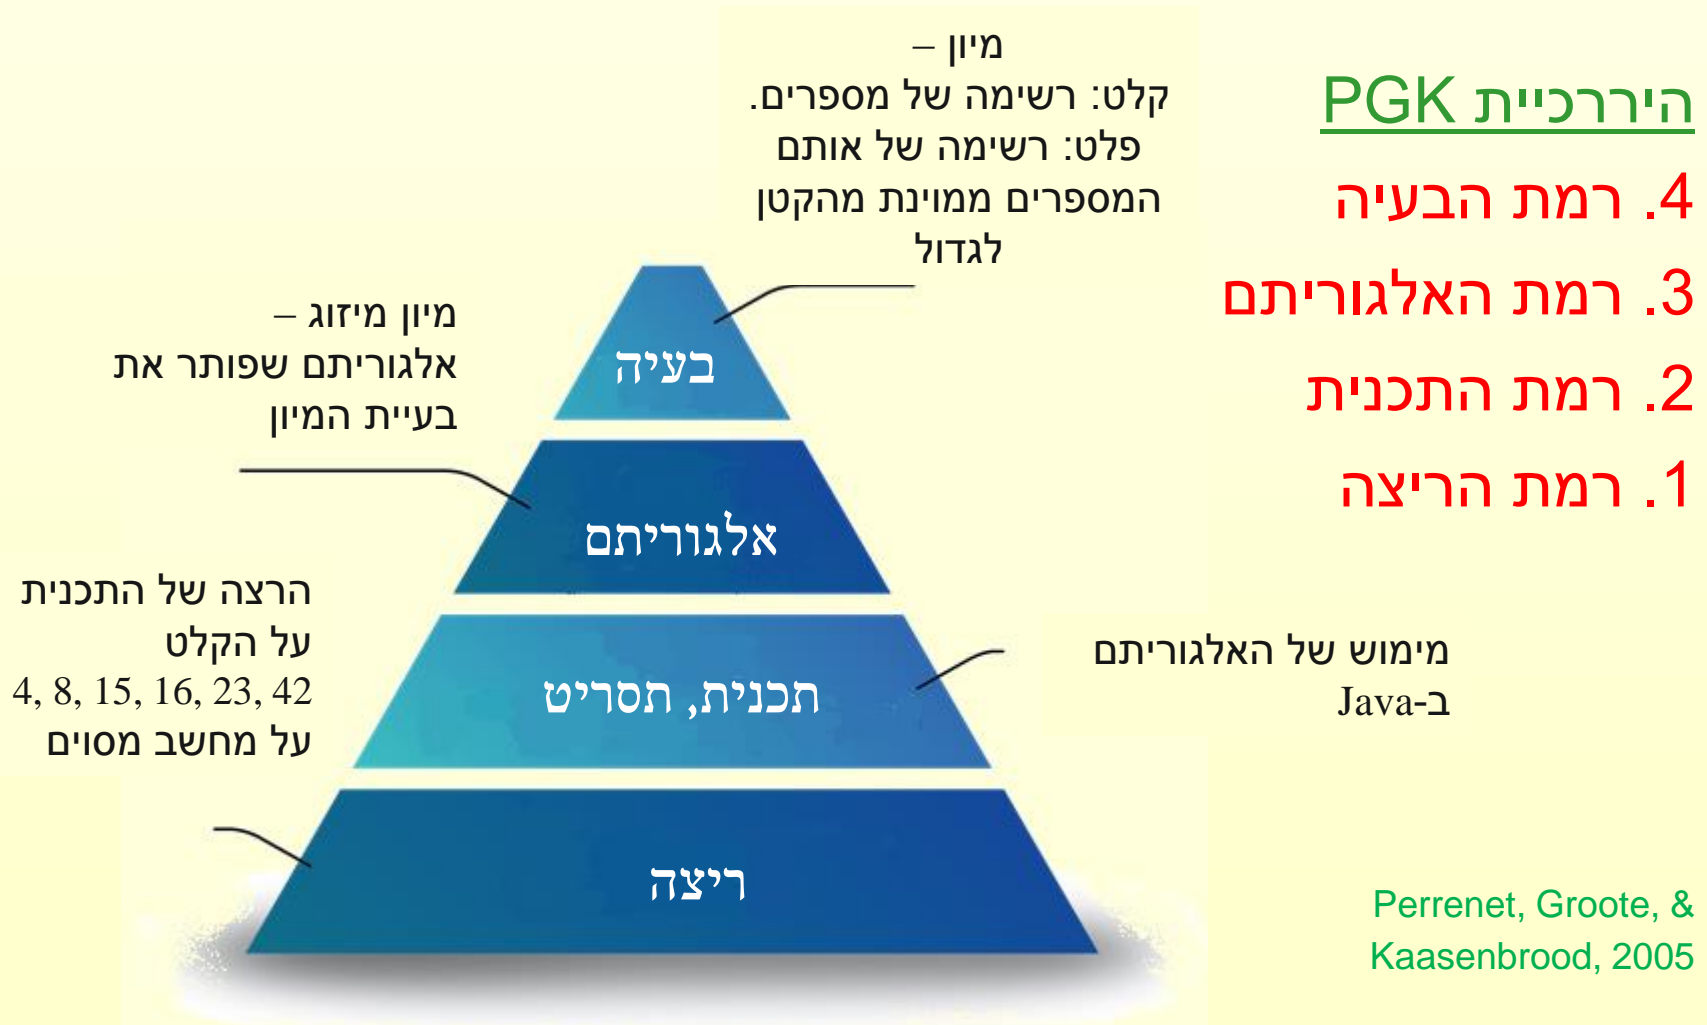 היררכיית PGK
4. רמת הבעיה
3. רמת האלגוריתם
2. רמת התכנית
1. רמת הריצה
מיון –
קלט: רשימה של מספרים.
פלט: רשימה של אותם
המספרים ממוינת מהקטן
לגדול
בעיה
מיון מיזוג –
אלגוריתם שפותר את
בעיית המיון
אלגוריתם
מימוש של האלגוריתם
ב-Java
תכנית, תסריט
הרצה של התכנית
על הקלט
4, 8, 15, 16, 23, 42
על מחשב מסוים
ריצה
Perrenet, Groote, &
Kaasenbrood, 2005